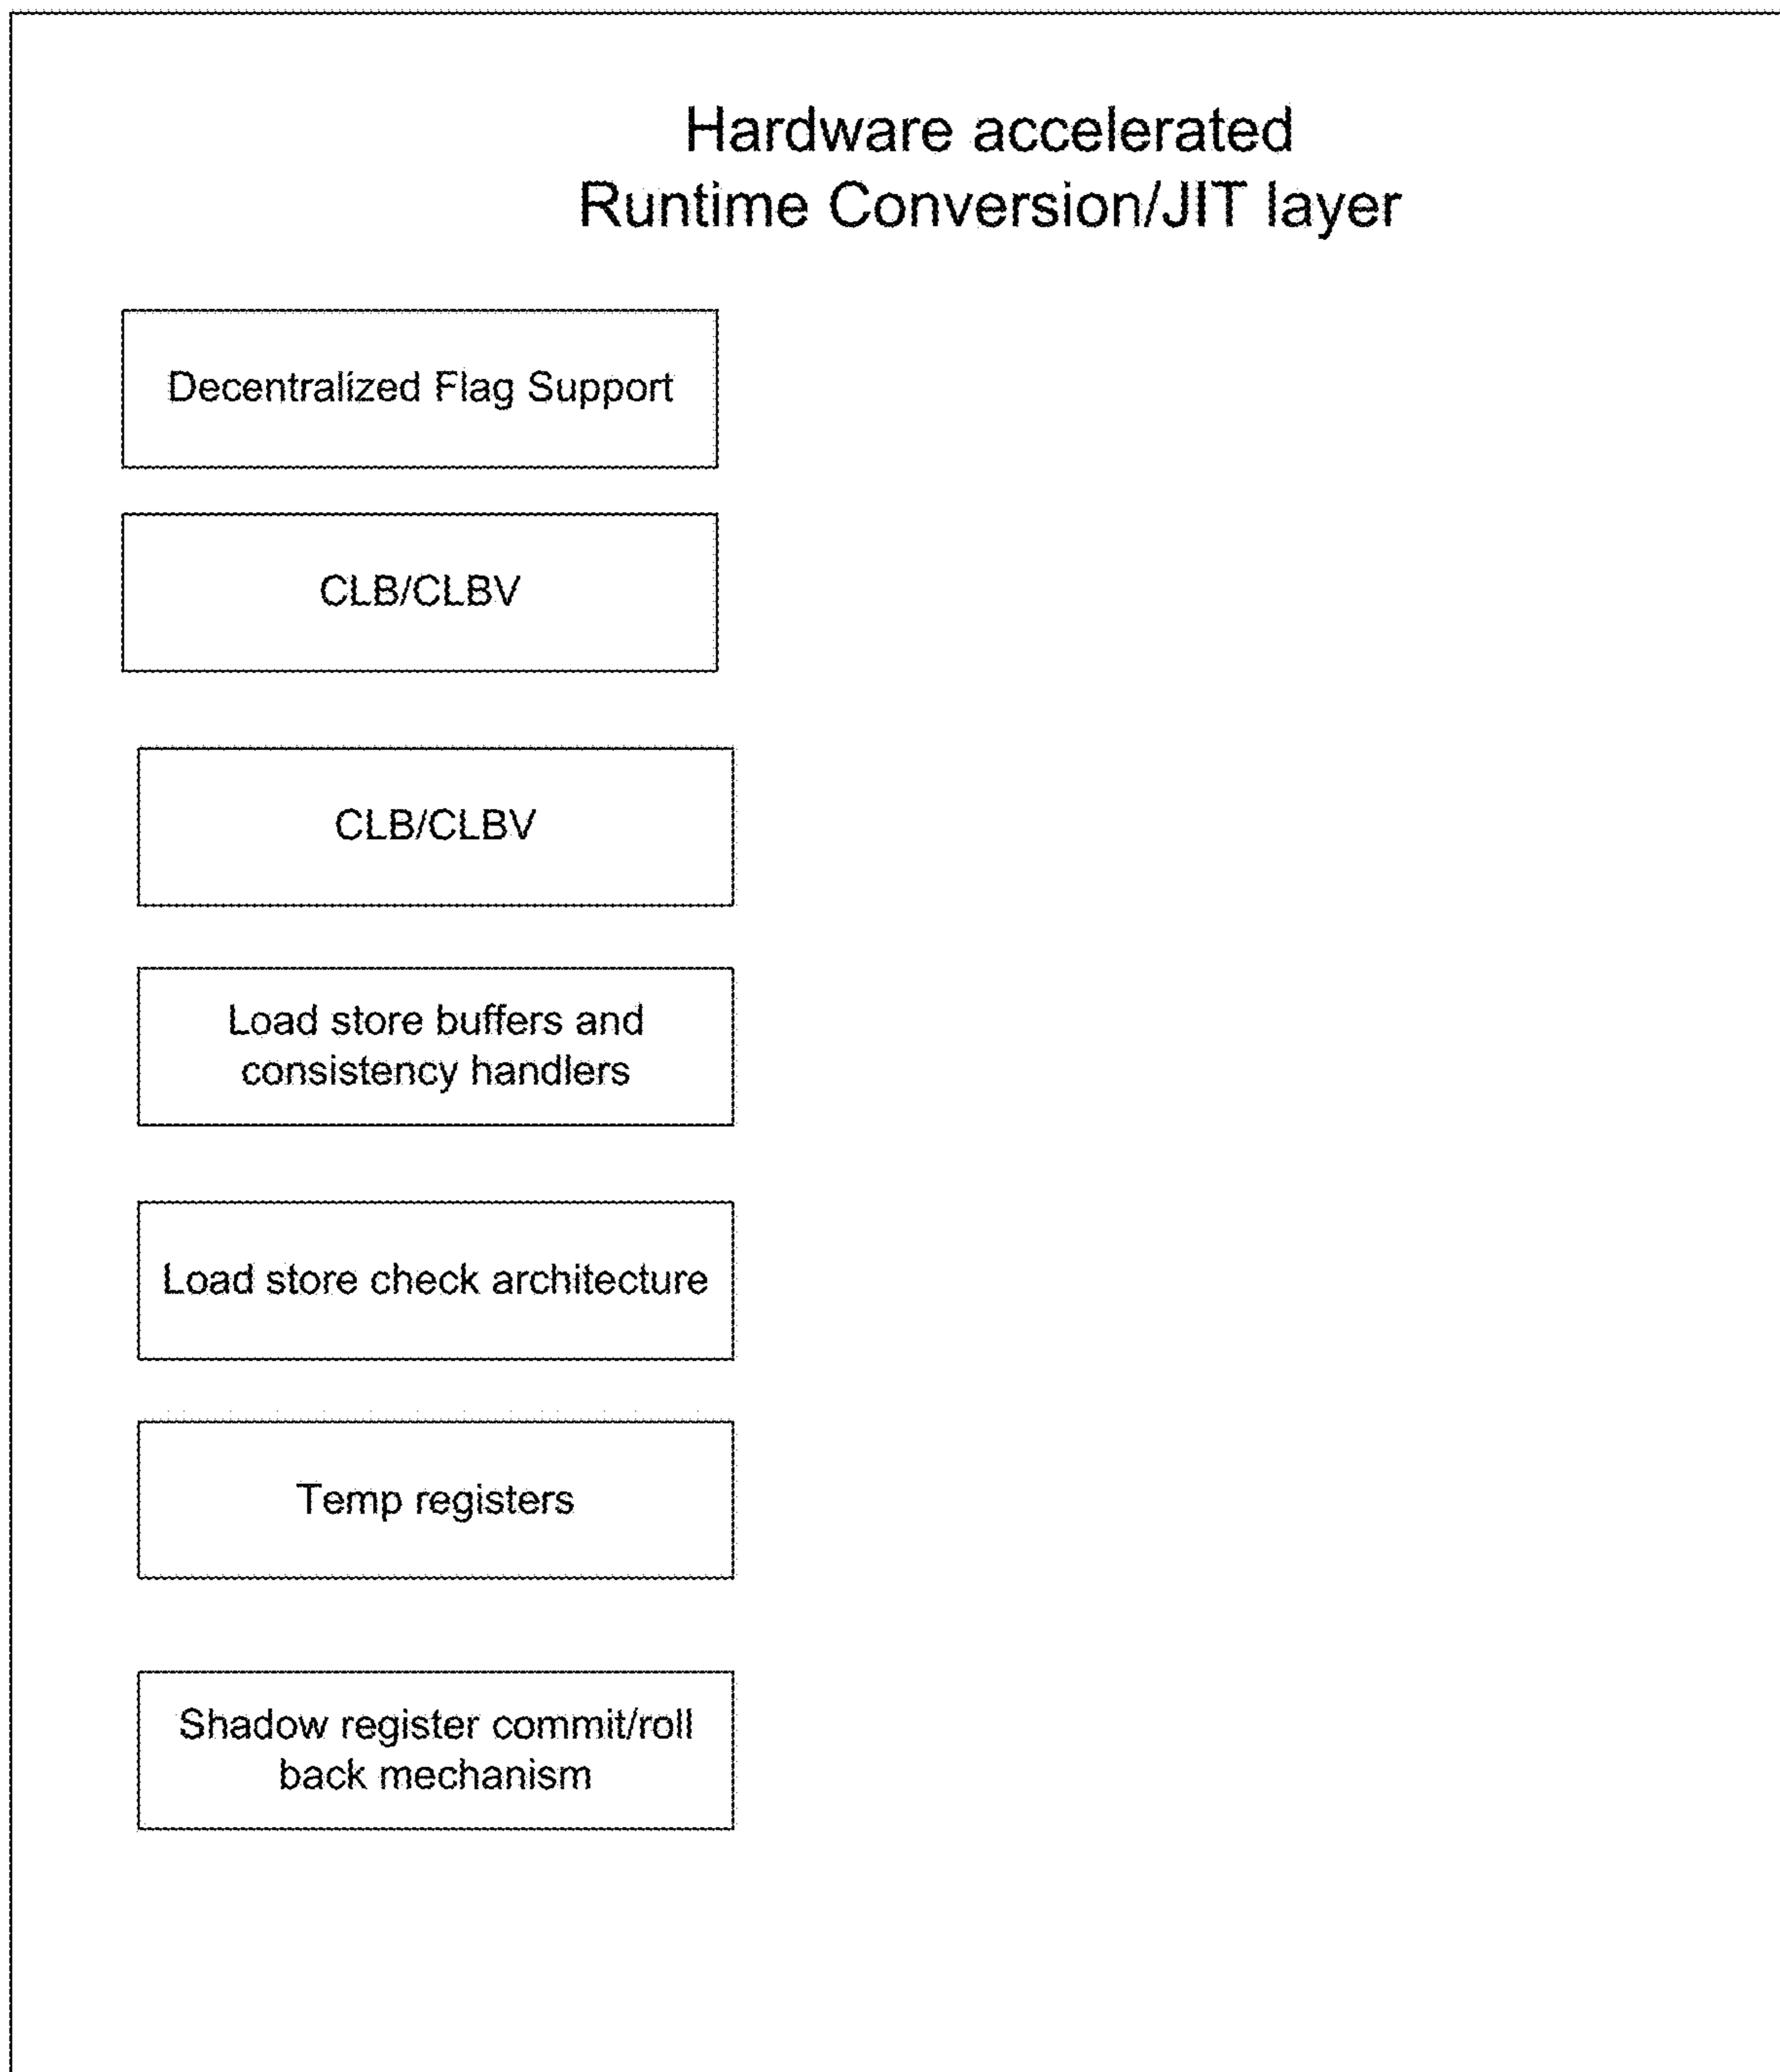 Hardware accelerated
Runtime Conversion/JIT layer
Decentralized Flag Support
CLB/CLBV
CLB/CLBV
Load store buffers and
consistency handlers
Load store check architecture
Temp registers
Shadow register commit/roll
back mechanism